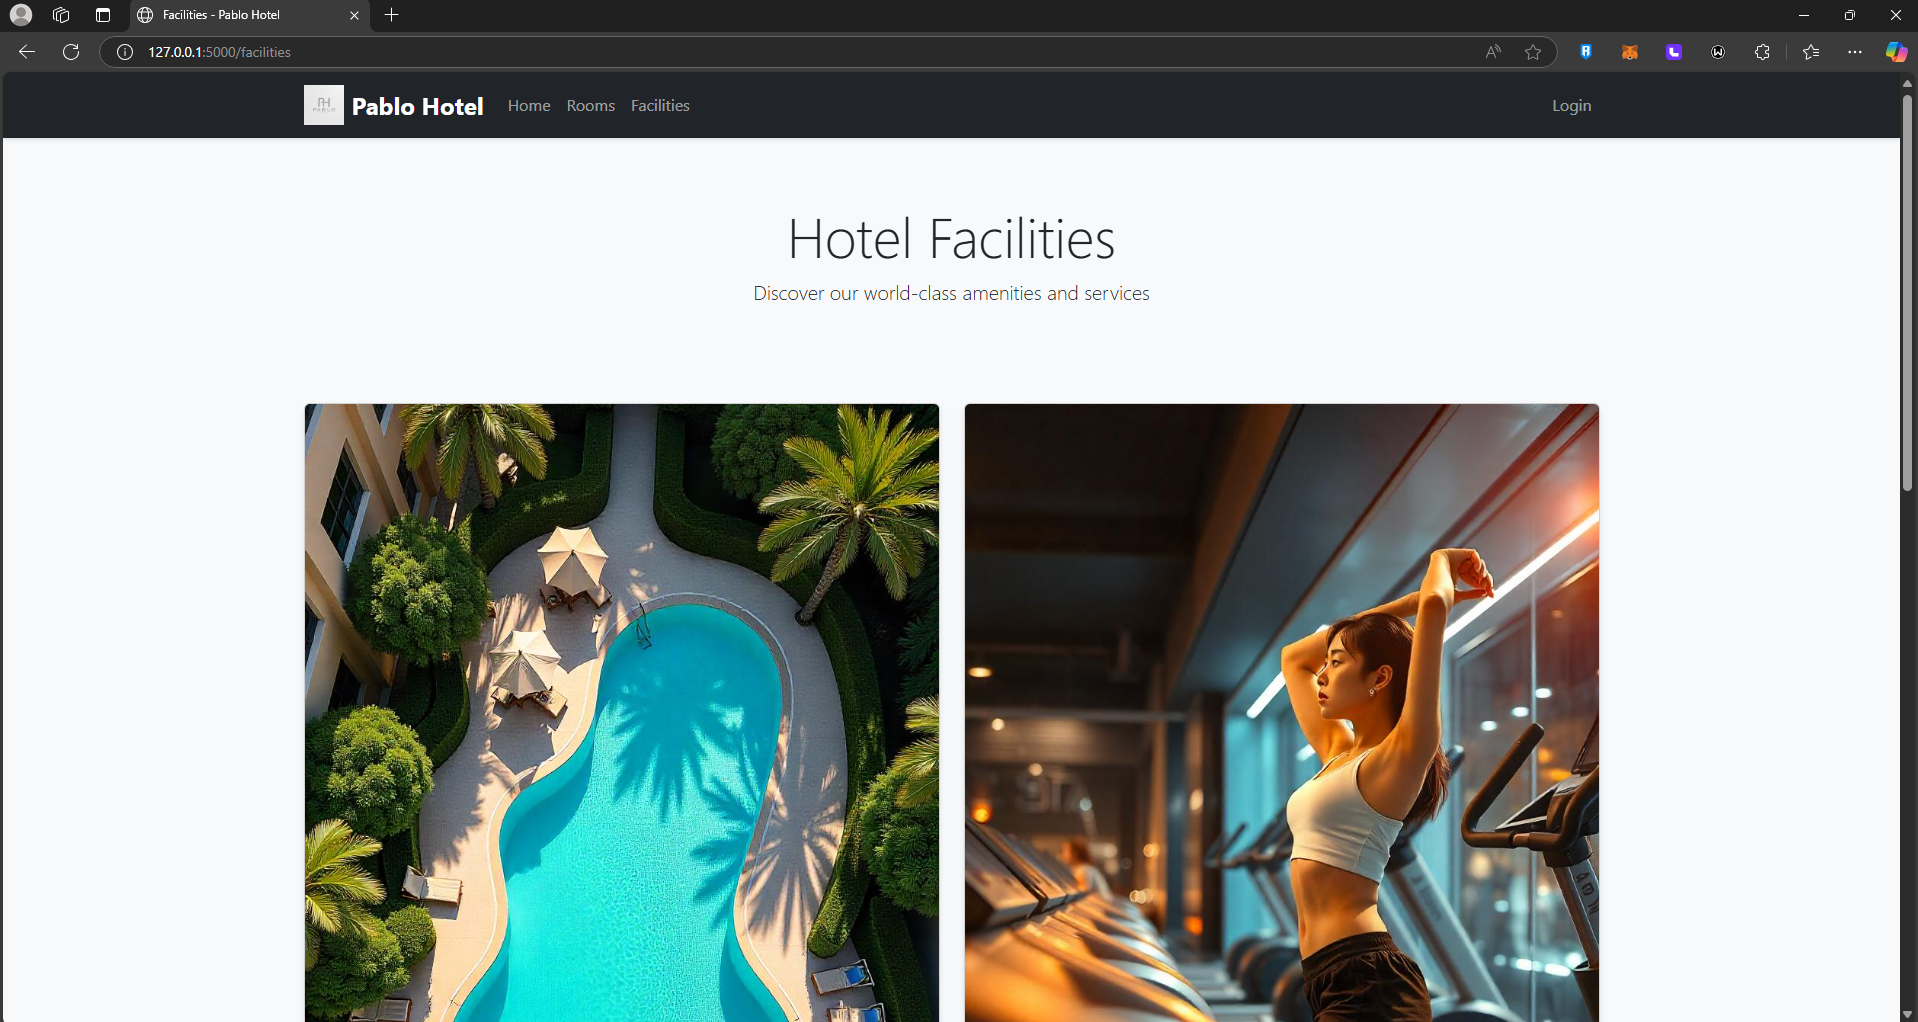 Facilities - Pablo Hotel
127.0.0.1:5000/facilities
PABLO
Pablo Hotel
Home
Rooms
Facilities
Login
Hotel Facilities
Discover our world-class amenities and services